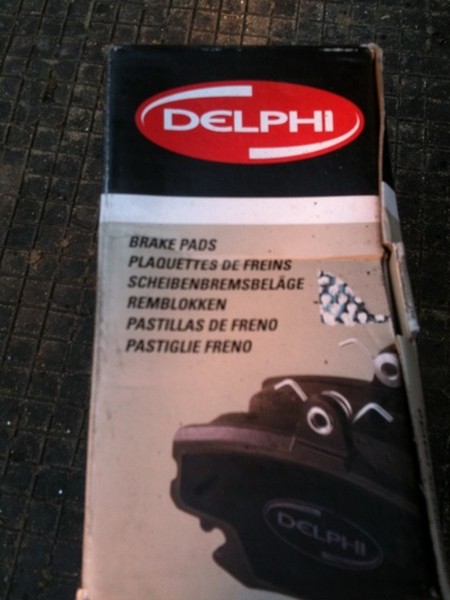 DELPHI
BRAKE PADS
PLAQUETTES DE FREINS
SCHEIBENBREMSBELÄGE
REMBLOKKEN
PASTILLAS DE FRENO
PASTIGLIE FRENO
DELPHI